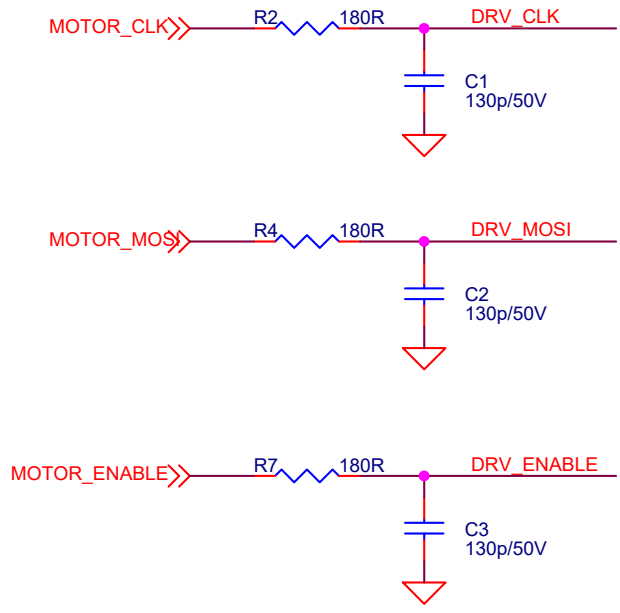 MOTOR_CLK R2 180R DRV_CLK
C1
130p/50V
MOTOR_MOSI R4 180R DRV_MOSI
C2
130p/50V
MOTOR_ENABLE R7 180R DRV_ENABLE
C3
130p/50V